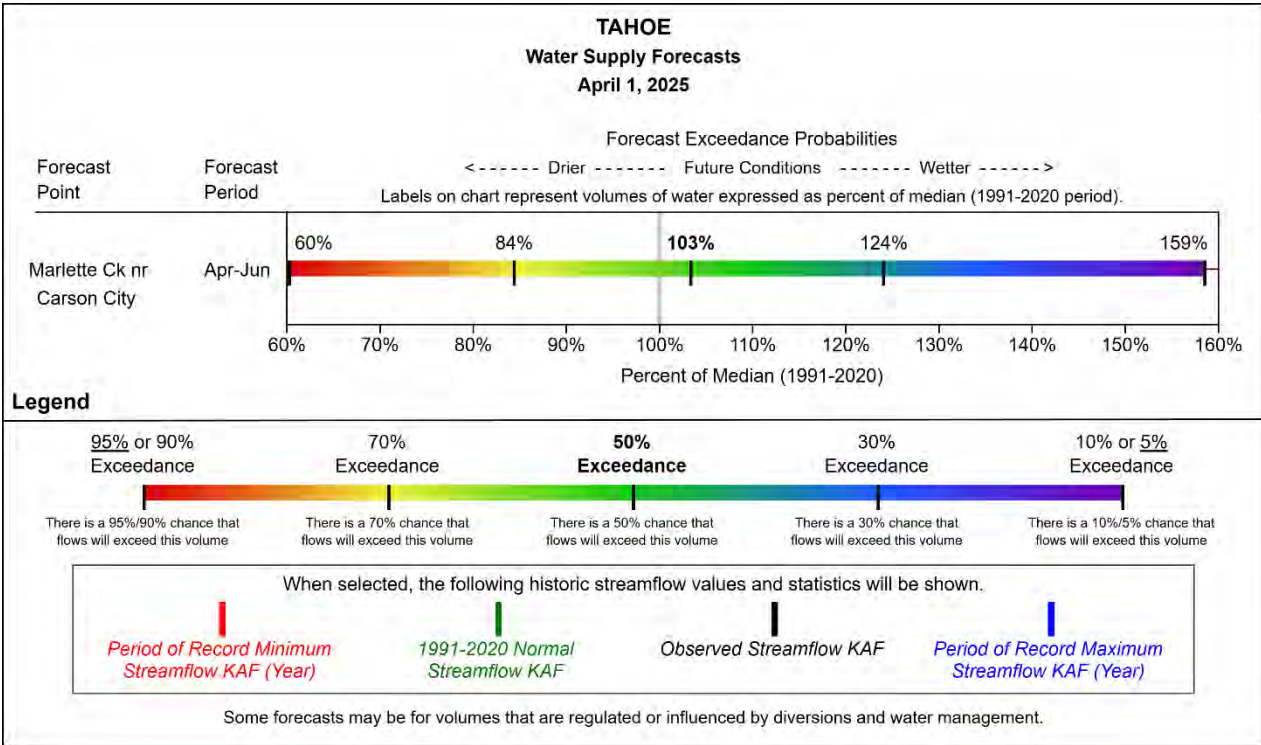 TAHOE
Water Supply Forecasts
April 1, 2025
Forecast Exceedance Probabilities
Forecast Point
Forecast Period
<------ Drier ------ Future Conditions ------ Wetter ------>
Labels on chart represent volumes of water expressed as percent of median (1991-2020 period).
60% 84% 103% 124% 159%
Marlette Ck nr
Carson City
Apr-Jun
60% 70% 80% 90% 100% 110% 120% 130% 140% 150% 160%
Percent of Median (1991-2020)
Legend
95% or 90%
Exceedance
There is a 95%/90% chance that
flows will exceed this volume
70%
Exceedance
There is a 70% chance that
flows will exceed this volume
50%
Exceedance
There is a 50% chance that
flows will exceed this volume
30%
Exceedance
There is a 30% chance that
flows will exceed this volume
10% or 5%
Exceedance
There is a 10%/5% chance that
flows will exceed this volume
When selected, the following historic streamflow values and statistics will be shown.
Period of Record Minimum
Streamflow KAF (Year)
1991-2020 Normal
Streamflow KAF
Observed Streamflow KAF
Period of Record Maximum
Streamflow KAF (Year)
Some forecasts may be for volumes that are regulated or influenced by diversions and water management.